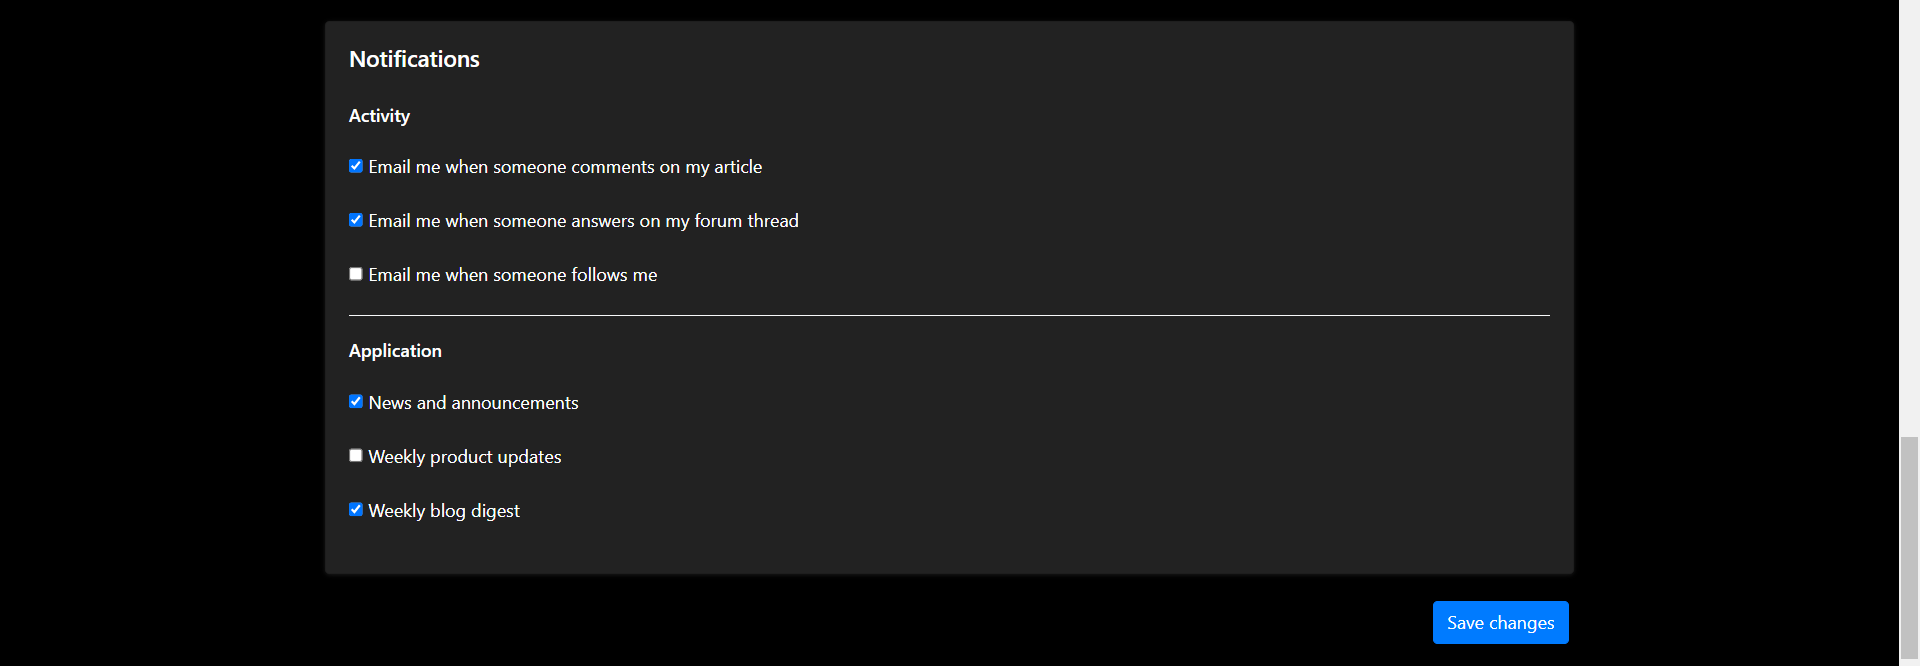 Notifications
Activity
Email me when someone comments on my article
Email me when someone answers on my forum thread
Email me when someone follows me
Application
News and announcements
Weekly product updates
Weekly blog digest
Save changes